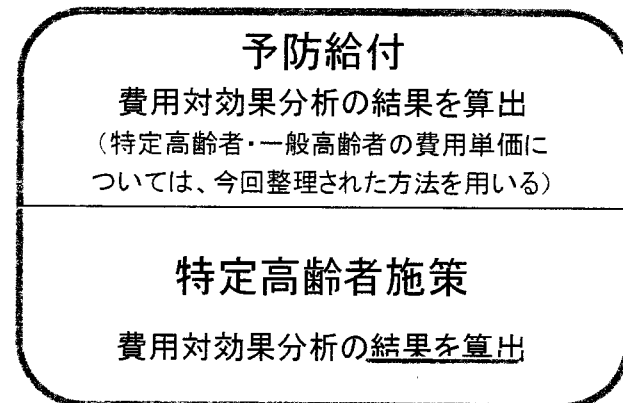 予防給付
費用対効果分析の結果を算出
（特定高齢者・一般高齢者の費用単価に
ついては、今回整理された方法を用いる）
特定高齢者施策
費用対効果分析の結果を算出